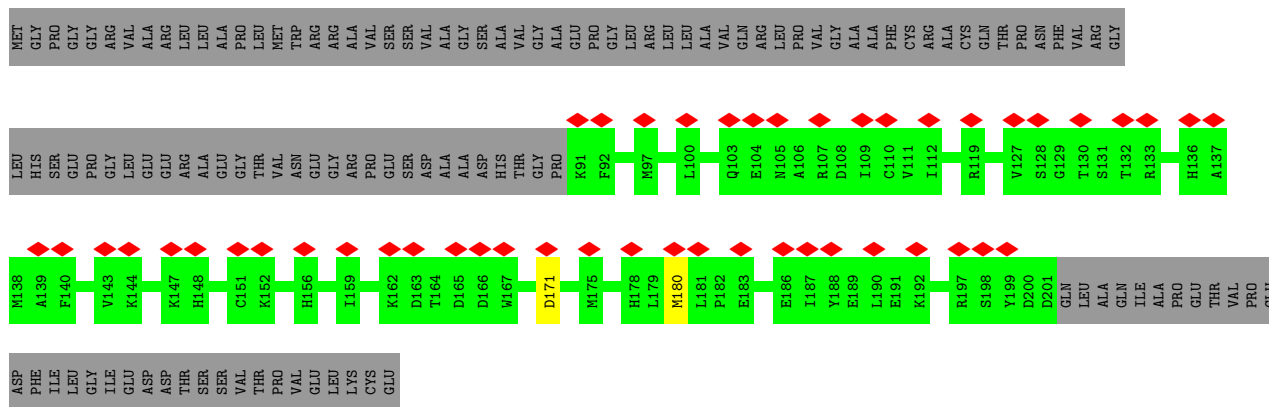 MET GLY PRO GLY GLY ARG VAL ALA ARG LEU LEU ALA PRO LEU MET TRP ARG ARG ALA VAL SER SER VAL ALA GLY SER ALA VAL GLY ALA GLU PRO GLY LEU ARG LEU LEU ALA VAL GLN ARG LEU PRO VAL GLY ALA ALA PHE CYS ARG ALA CYS GLN THR PRO ASN PHE VAL ARG GLY
LEU HIS SER GLU PRO GLY LEU GLU GLU ARG ALA GLU GLY THR VAL ASN GLU GLY ARG PRO GLU SER ASP ALA ALA ASP HIS THR GLY PRO K91 F92 M97 L100 Q103 E104 N105 A106 R107 D108 I109 C110 V111 I112 R119 V127 S128 G129 T130 S131 T132 R133 H136 A137
M138 A139 F140 V143 K144 K147 H148 C151 K152 H156 I159 K162 D163 T164 D165 D166 W167 D171 M175 H178 L179 M180 L181 P182 E183 E186 I187 Y188 E189 L190 E191 K192 R197 S198 Y199 D200 D201 GLN LEU ALA GLN ILE ALA PRO GLU THR VAL PRO GLU
ASP PHE ILE LEU GLY ILE GLU ASP ASP THR SER SER VAL THR PRO VAL GLU LEU LYS CYS GLU